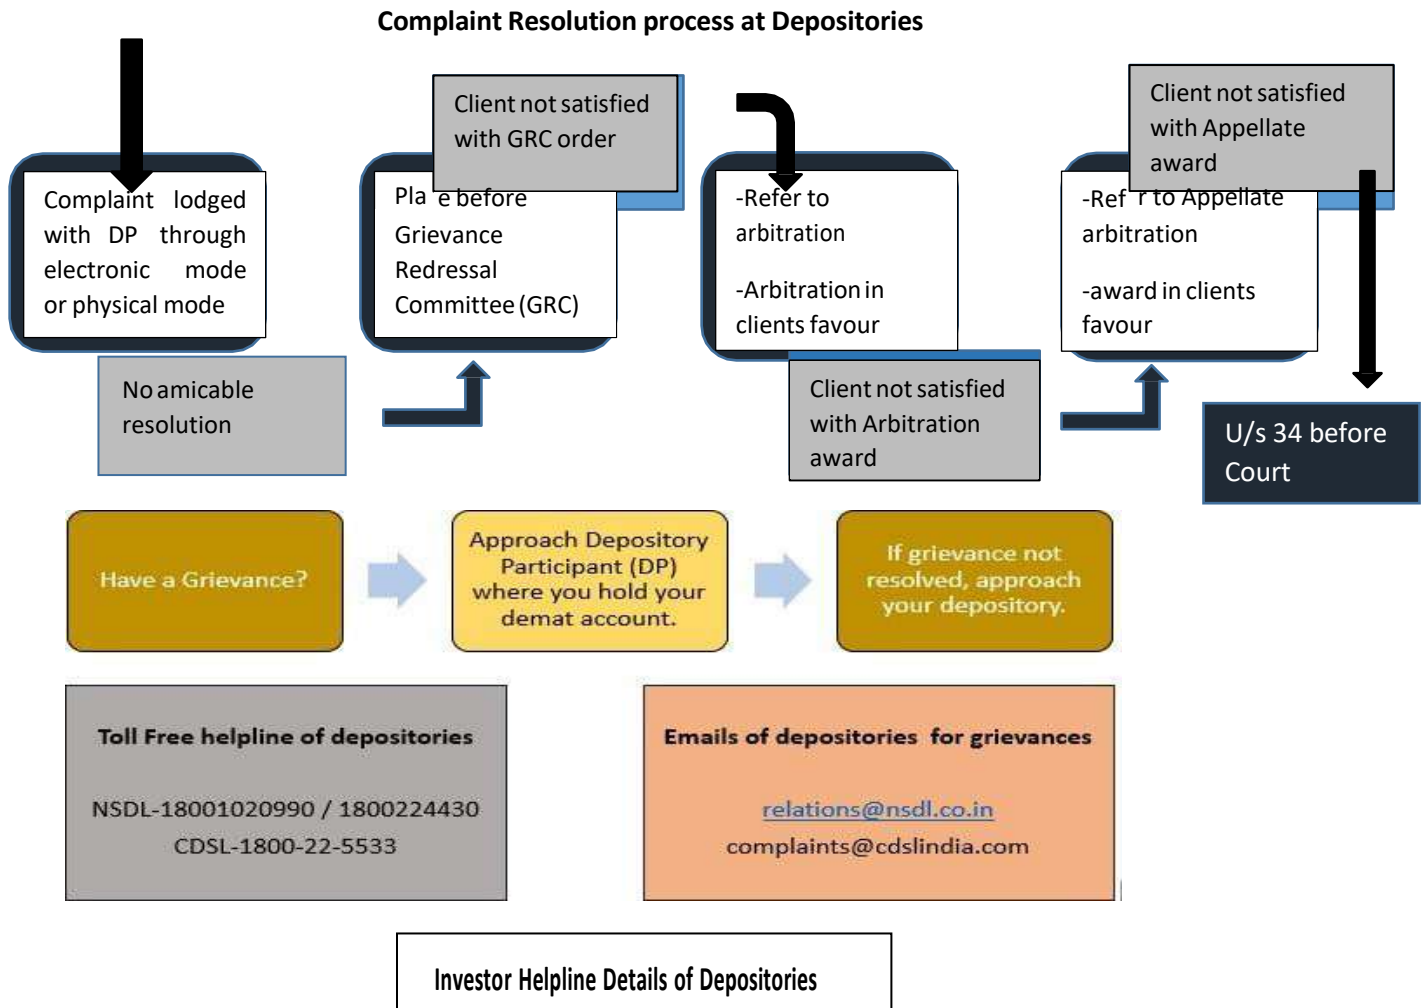 Complaint Resolution process at Depositories
Client not satisfied
with GRC order
Client not satisfied
with Appellate
award
Complaint lodged
with DP through
electronic mode
or physical mode
Pla e before
Grievance
Redressal
Committee (GRC)
-Refer to
arbitration
-Arbitration in
clients favour
-Ref r to Appellate
arbitration
-award in clients
favour
No amicable
resolution
Client not satisfied
with Arbitration
award
U/s 34 before
Court
Have a Grievance?
Approach Depository
Participant (DP)
where you hold your
demat account.
If grievance not
resolved, approach
your depository.
Toll Free helpline of depositories
NSDL-18001020990 / 1800224430
CDSL-1800-22-5533
Emails of depositories for grievances
relations@nsdl.co.in
complaints@cdslindia.com
Investor Helpline Details of Depositories